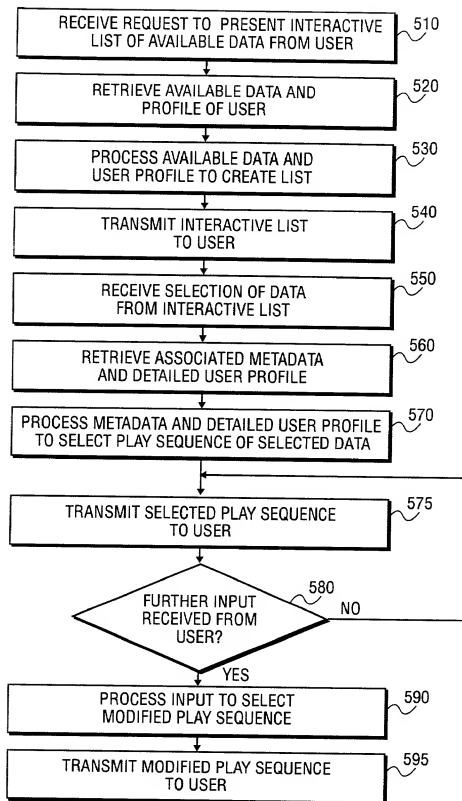 RECEIVE REQUEST TO PRESENT INTERACTIVE
LIST OF AVAILABLE DATA FROM USER
510
RETRIEVE AVAILABLE DATA AND
PROFILE OF USER
520
PROCESS AVAILABLE DATA AND
USER PROFILE TO CREATE LIST
530
TRANSMIT INTERACTIVE LIST
TO USER
540
RECEIVE SELECTION OF DATA
FROM INTERACTIVE LIST
550
RETRIEVE ASSOCIATED METADATA
AND DETAILED USER PROFILE
560
PROCESS METADATA AND DETAILED USER PROFILE
TO SELECT PLAY SEQUENCE OF SELECTED DATA
570
TRANSMIT SELECTED PLAY SEQUENCE
TO USER
575
FURTHER INPUT
RECEIVED FROM
USER?
580
NO
YES
PROCESS INPUT TO SELECT
MODIFIED PLAY SEQUENCE
590
TRANSMIT MODIFIED PLAY SEQUENCE
TO USER
595